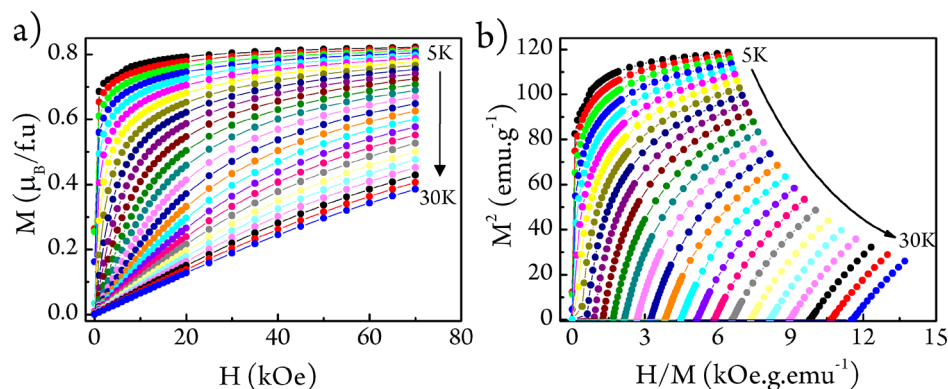 a)
M (μB/f.u)
0.8
0.6
0.4
0.2
0.0
5K
30K
0 20 40 60 80
H (kOe)
b)
M² (emu.g⁻¹)
120
100
80
60
40
20
0
5K
30K
0 3 6 9 12 15
H/M (kOe.g.emu⁻¹)